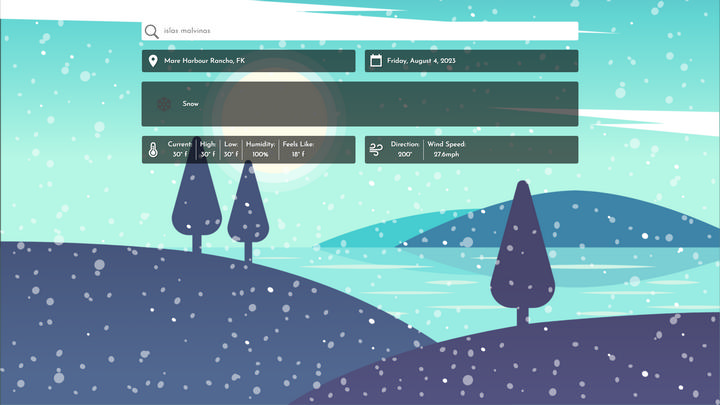 islas malvinas
Mare Harbour Rancho, FK
Friday, August 4, 2023
Snow
Current: High: Low: Humidity: Feels Like:
30° f 30° f 30° f 100% 18° f
Direction: Wind Speed:
200° 27.6mph